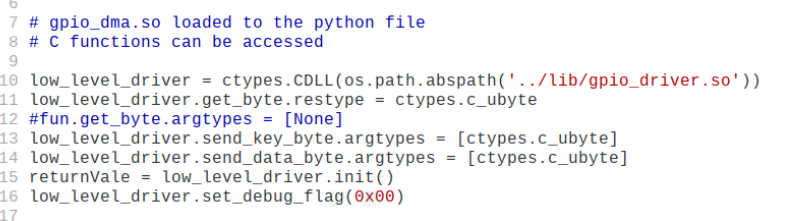 6
7 # gpio_dma.so loaded to the python file
8 # C functions can be accessed
9
10 low_level_driver = ctypes.CDLL(os.path.abspath('../lib/gpio_driver.so'))
11 low_level_driver.get_byte.restype = ctypes.c_ubyte
12 #fun.get_byte.argtypes = [None]
13 low_level_driver.send_key_byte.argtypes = [ctypes.c_ubyte]
14 low_level_driver.send_data_byte.argtypes = [ctypes.c_ubyte]
15 returnVale = low_level_driver.init()
16 low_level_driver.set_debug_flag(0x00)
17